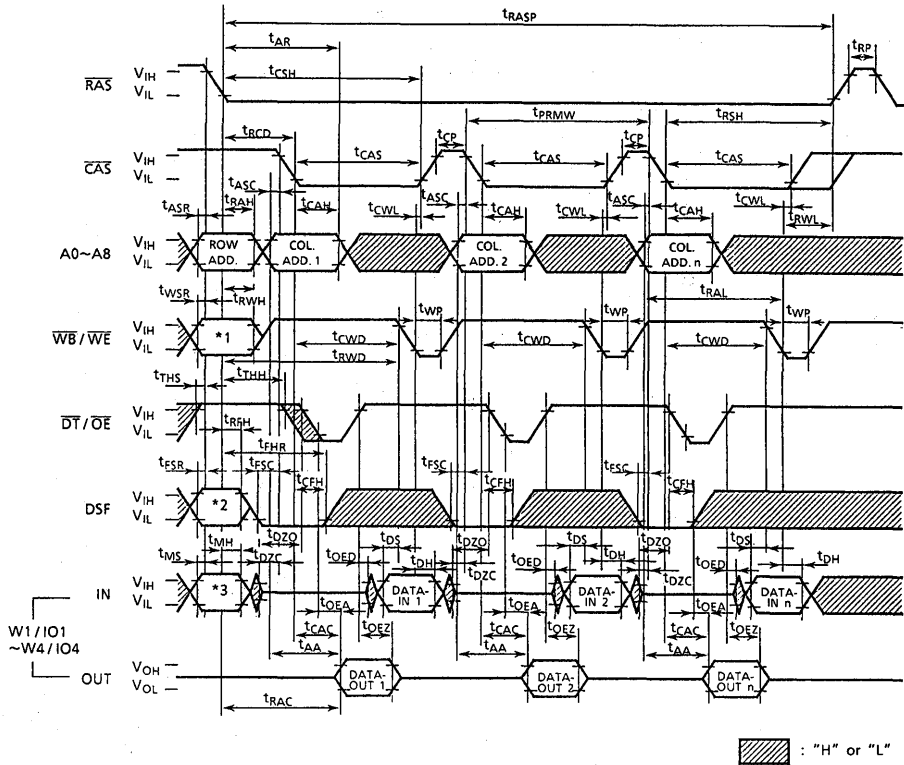 tRASP
tAR
tRP
tCSH
RAS
VIH
VIL
tPRMW
tRSH
tRCD
tCP
tCP
CAS
VIH
VIL
tCAS
tCAS
tCAS
tASC
tASC
tASC
tASR
tRAH
tCAH
tCWL
tCAH
tCWL
tCAH
tCWL
tRWL
A0~A8
VIH
VIL
ROW ADD.
COL. ADD. 1
COL. ADD. 2
COL. ADD. n
tWSR
tRWH
tWP
tWP
tRAL
tWP
WB / WE
VIH
VIL
*1
tCWD
tCWD
tCWD
tRWD
tTHS
tTHH
DT / OE
VIH
VIL
tRFH
tFHR
tFSR
tFSC
tFSC
tFSC
tCFH
tCFH
tCFH
DSF
VIH
VIL
*2
tDZO
tDS
tDZO
tDS
tDZO
tDS
tMH
tMS
tDZC
tOED
tDH
tDZC
tOED
tDH
tDZC
tOED
tDH
IN
VIH
VIL
*3
DATA-IN 1
DATA-IN 2
DATA-IN n
W1 / IO1
~W4 / IO4
tOEA
tOEA
tOEA
tCAC
tOEZ
tCAC
tOEZ
tCAC
tOEZ
tAA
tAA
tAA
OUT
VOH
VOL
DATA-OUT 1
DATA-OUT 2
DATA-OUT n
tRAC
: "H" or "L"